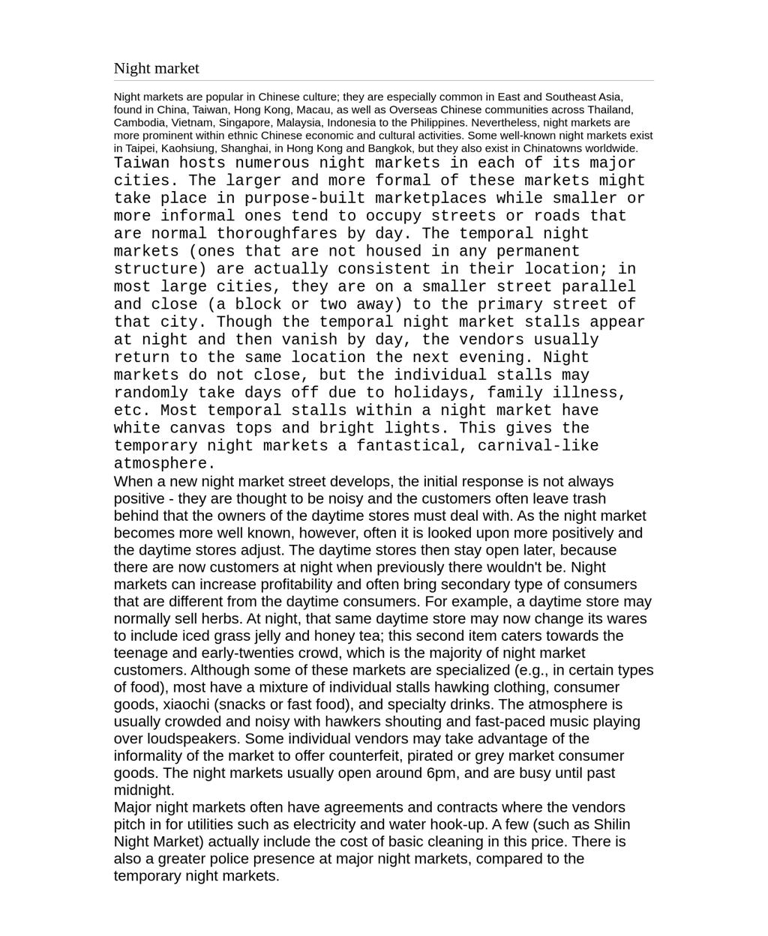 Night market
Night markets are popular in Chinese culture; they are especially common in East and Southeast Asia,
found in China, Taiwan, Hong Kong, Macau, as well as Overseas Chinese communities across Thailand,
Cambodia, Vietnam, Singapore, Malaysia, Indonesia to the Philippines. Nevertheless, night markets are
more prominent within ethnic Chinese economic and cultural activities. Some well-known night markets exist
in Taipei, Kaohsiung, Shanghai, in Hong Kong and Bangkok, but they also exist in Chinatowns worldwide.
Taiwan hosts numerous night markets in each of its major
cities. The larger and more formal of these markets might
take place in purpose-built marketplaces while smaller or
more informal ones tend to occupy streets or roads that
are normal thoroughfares by day. The temporal night
markets (ones that are not housed in any permanent
structure) are actually consistent in their location; in
most large cities, they are on a smaller street parallel
and close (a block or two away) to the primary street of
that city. Though the temporal night market stalls appear
at night and then vanish by day, the vendors usually
return to the same location the next evening. Night
markets do not close, but the individual stalls may
randomly take days off due to holidays, family illness,
etc. Most temporal stalls within a night market have
white canvas tops and bright lights. This gives the
temporary night markets a fantastical, carnival-like
atmosphere.
When a new night market street develops, the initial response is not always
positive - they are thought to be noisy and the customers often leave trash
behind that the owners of the daytime stores must deal with. As the night market
becomes more well known, however, often it is looked upon more positively and
the daytime stores adjust. The daytime stores then stay open later, because
there are now customers at night when previously there wouldn't be. Night
markets can increase profitability and often bring secondary type of consumers
that are different from the daytime consumers. For example, a daytime store may
normally sell herbs. At night, that same daytime store may now change its wares
to include iced grass jelly and honey tea; this second item caters towards the
teenage and early-twenties crowd, which is the majority of night market
customers. Although some of these markets are specialized (e.g., in certain types
of food), most have a mixture of individual stalls hawking clothing, consumer
goods, xiaochi (snacks or fast food), and specialty drinks. The atmosphere is
usually crowded and noisy with hawkers shouting and fast-paced music playing
over loudspeakers. Some individual vendors may take advantage of the
informality of the market to offer counterfeit, pirated or grey market consumer
goods. The night markets usually open around 6pm, and are busy until past
midnight.
Major night markets often have agreements and contracts where the vendors
pitch in for utilities such as electricity and water hook-up. A few (such as Shilin
Night Market) actually include the cost of basic cleaning in this price. There is
also a greater police presence at major night markets, compared to the
temporary night markets.